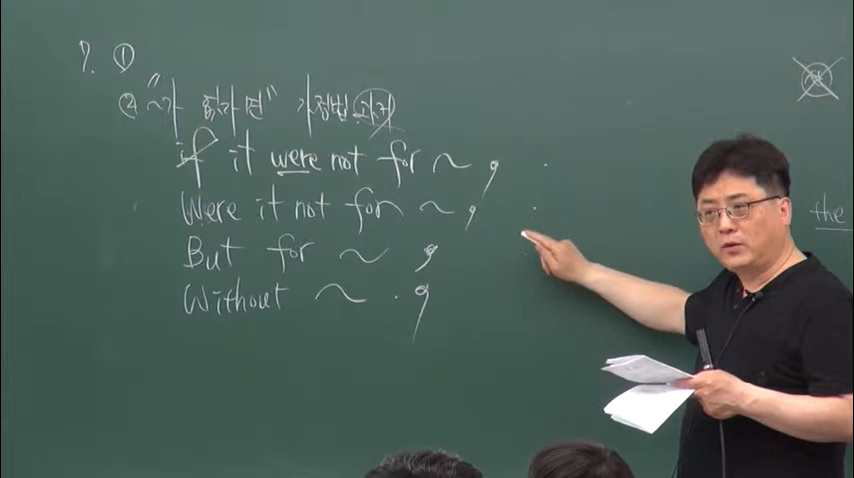 7. ①
② "~가 없다면" 가정법 과거
if it were not for ~,
Were it not for ~,
But for ~,
Without ~,
the